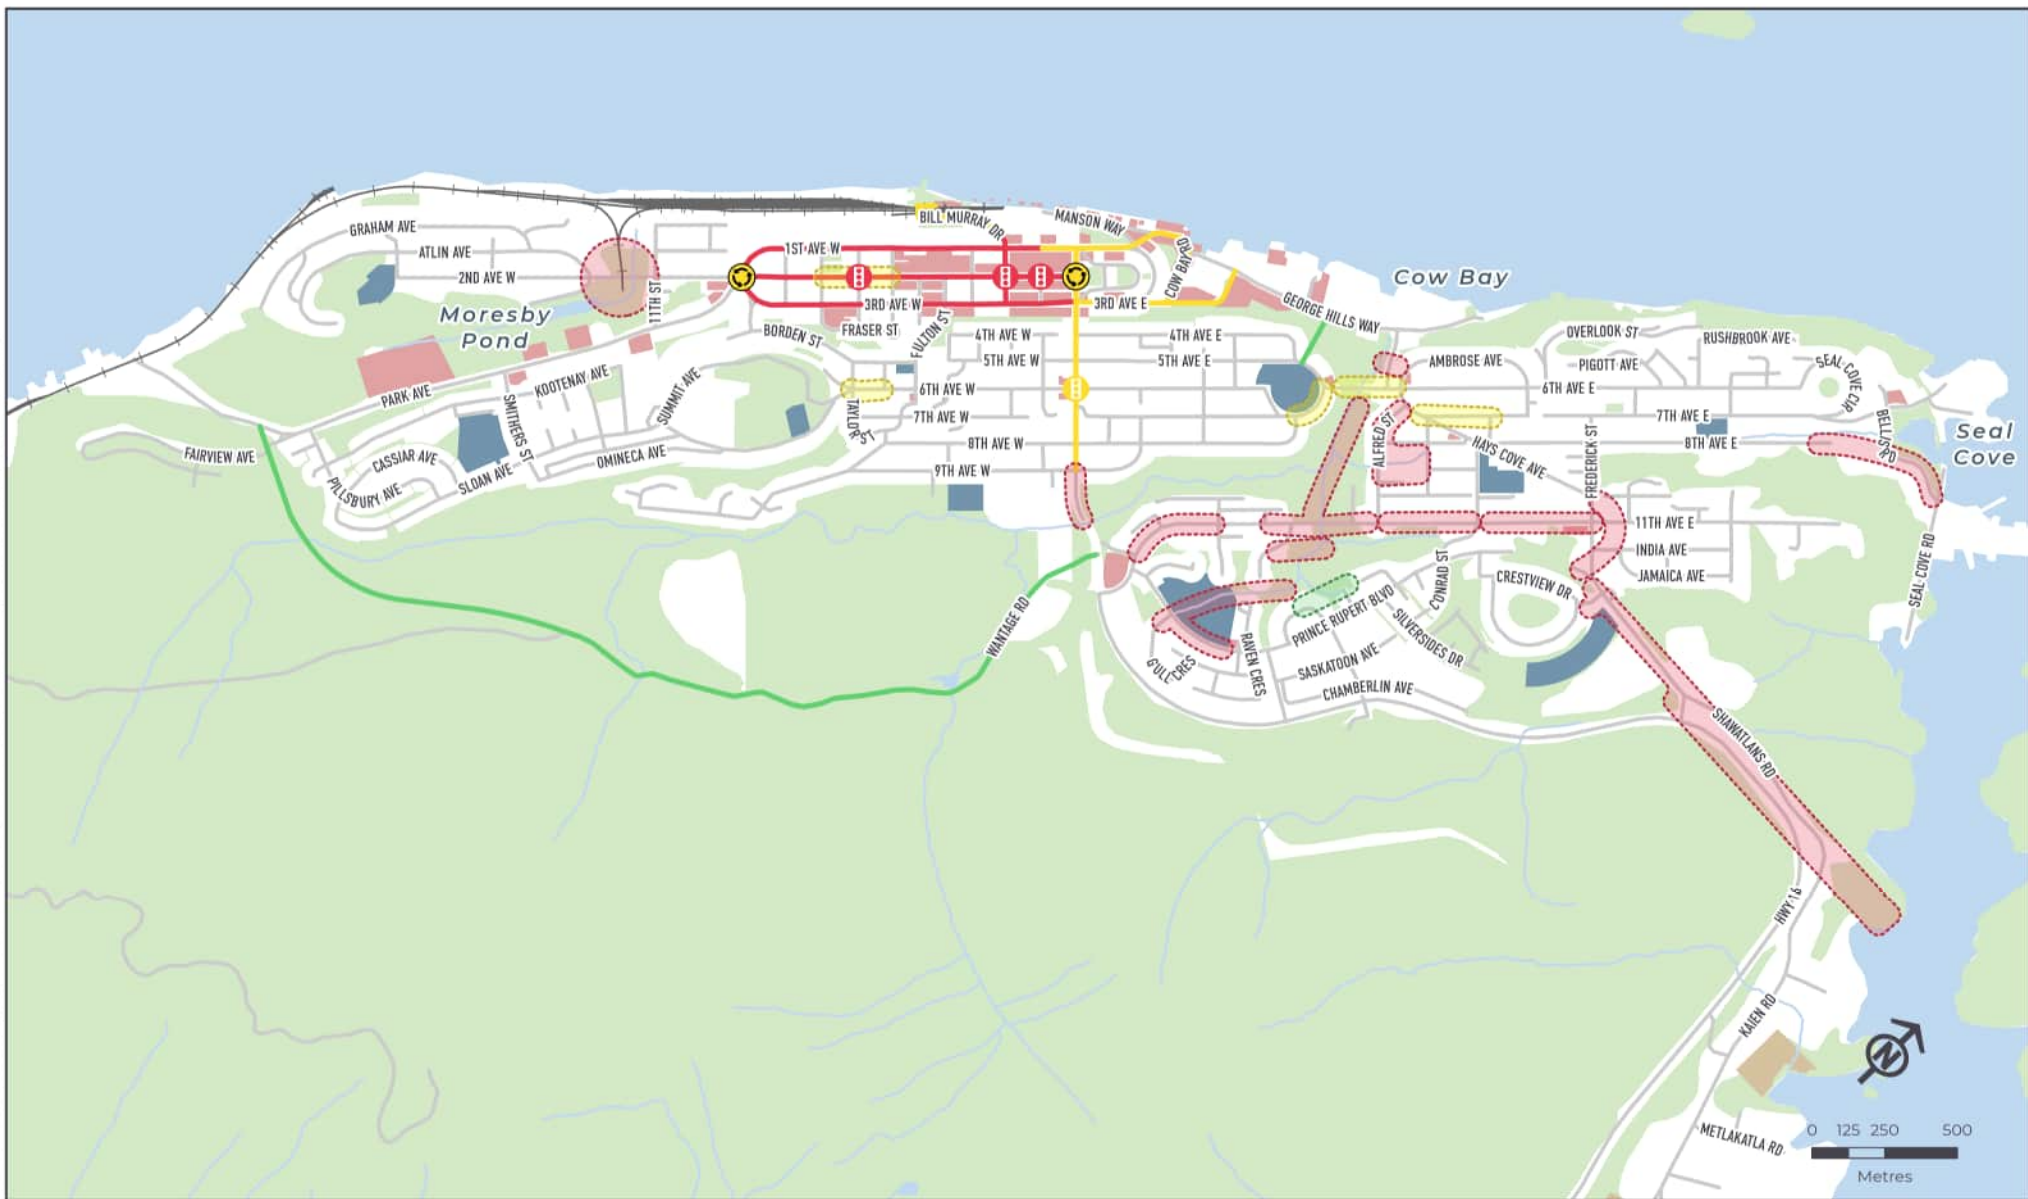 GRAHAM AVE
ATLIN AVE
2ND AVE W
11TH ST
Moresby
Pond
PARK AVE
KOOTENAY AVE
SMITHERS ST
SUMMIT AVE
FAIRVIEW AVE
CASSIAR AVE
PILLSBURY AVE
SLOAN AVE
OMINECA AVE
BILL MURRAY DR
MANSON WAY
1ST AVE W
3RD AVE W
3RD AVE E
COW BAY RD
Cow Bay
GEORGE HILLS WAY
BORDEN ST
FRASER ST
FULTON ST
4TH AVE W
4TH AVE E
5TH AVE W
5TH AVE E
6TH AVE W
TAYLOR ST
7TH AVE W
8TH AVE W
9TH AVE W
OVERLOOK ST
RUSHBROOK AVE
AMBROSE AVE
PIGOTT AVE
SEAL COVE CIR
6TH AVE E
7TH AVE E
8TH AVE E
BELLIS RD
Seal
Cove
ALFRED ST
HAYS COVE AVE
FREDERICK ST
11TH AVE E
INDIA AVE
JAMAICA AVE
SEAL COVE RD
CRESTVIEW DR
CONRAD ST
PRINCE RUPERT BLVD
SILVERSIDES DR
WANTAGE RD
GULL CRES
RAVEN CRES
SASKATOON AVE
CHAMBERLIN AVE
SHAWATLANS RD
HWY 16
KAIEN RD
METLAKATLA RD
N
0 125 250 500
Metres